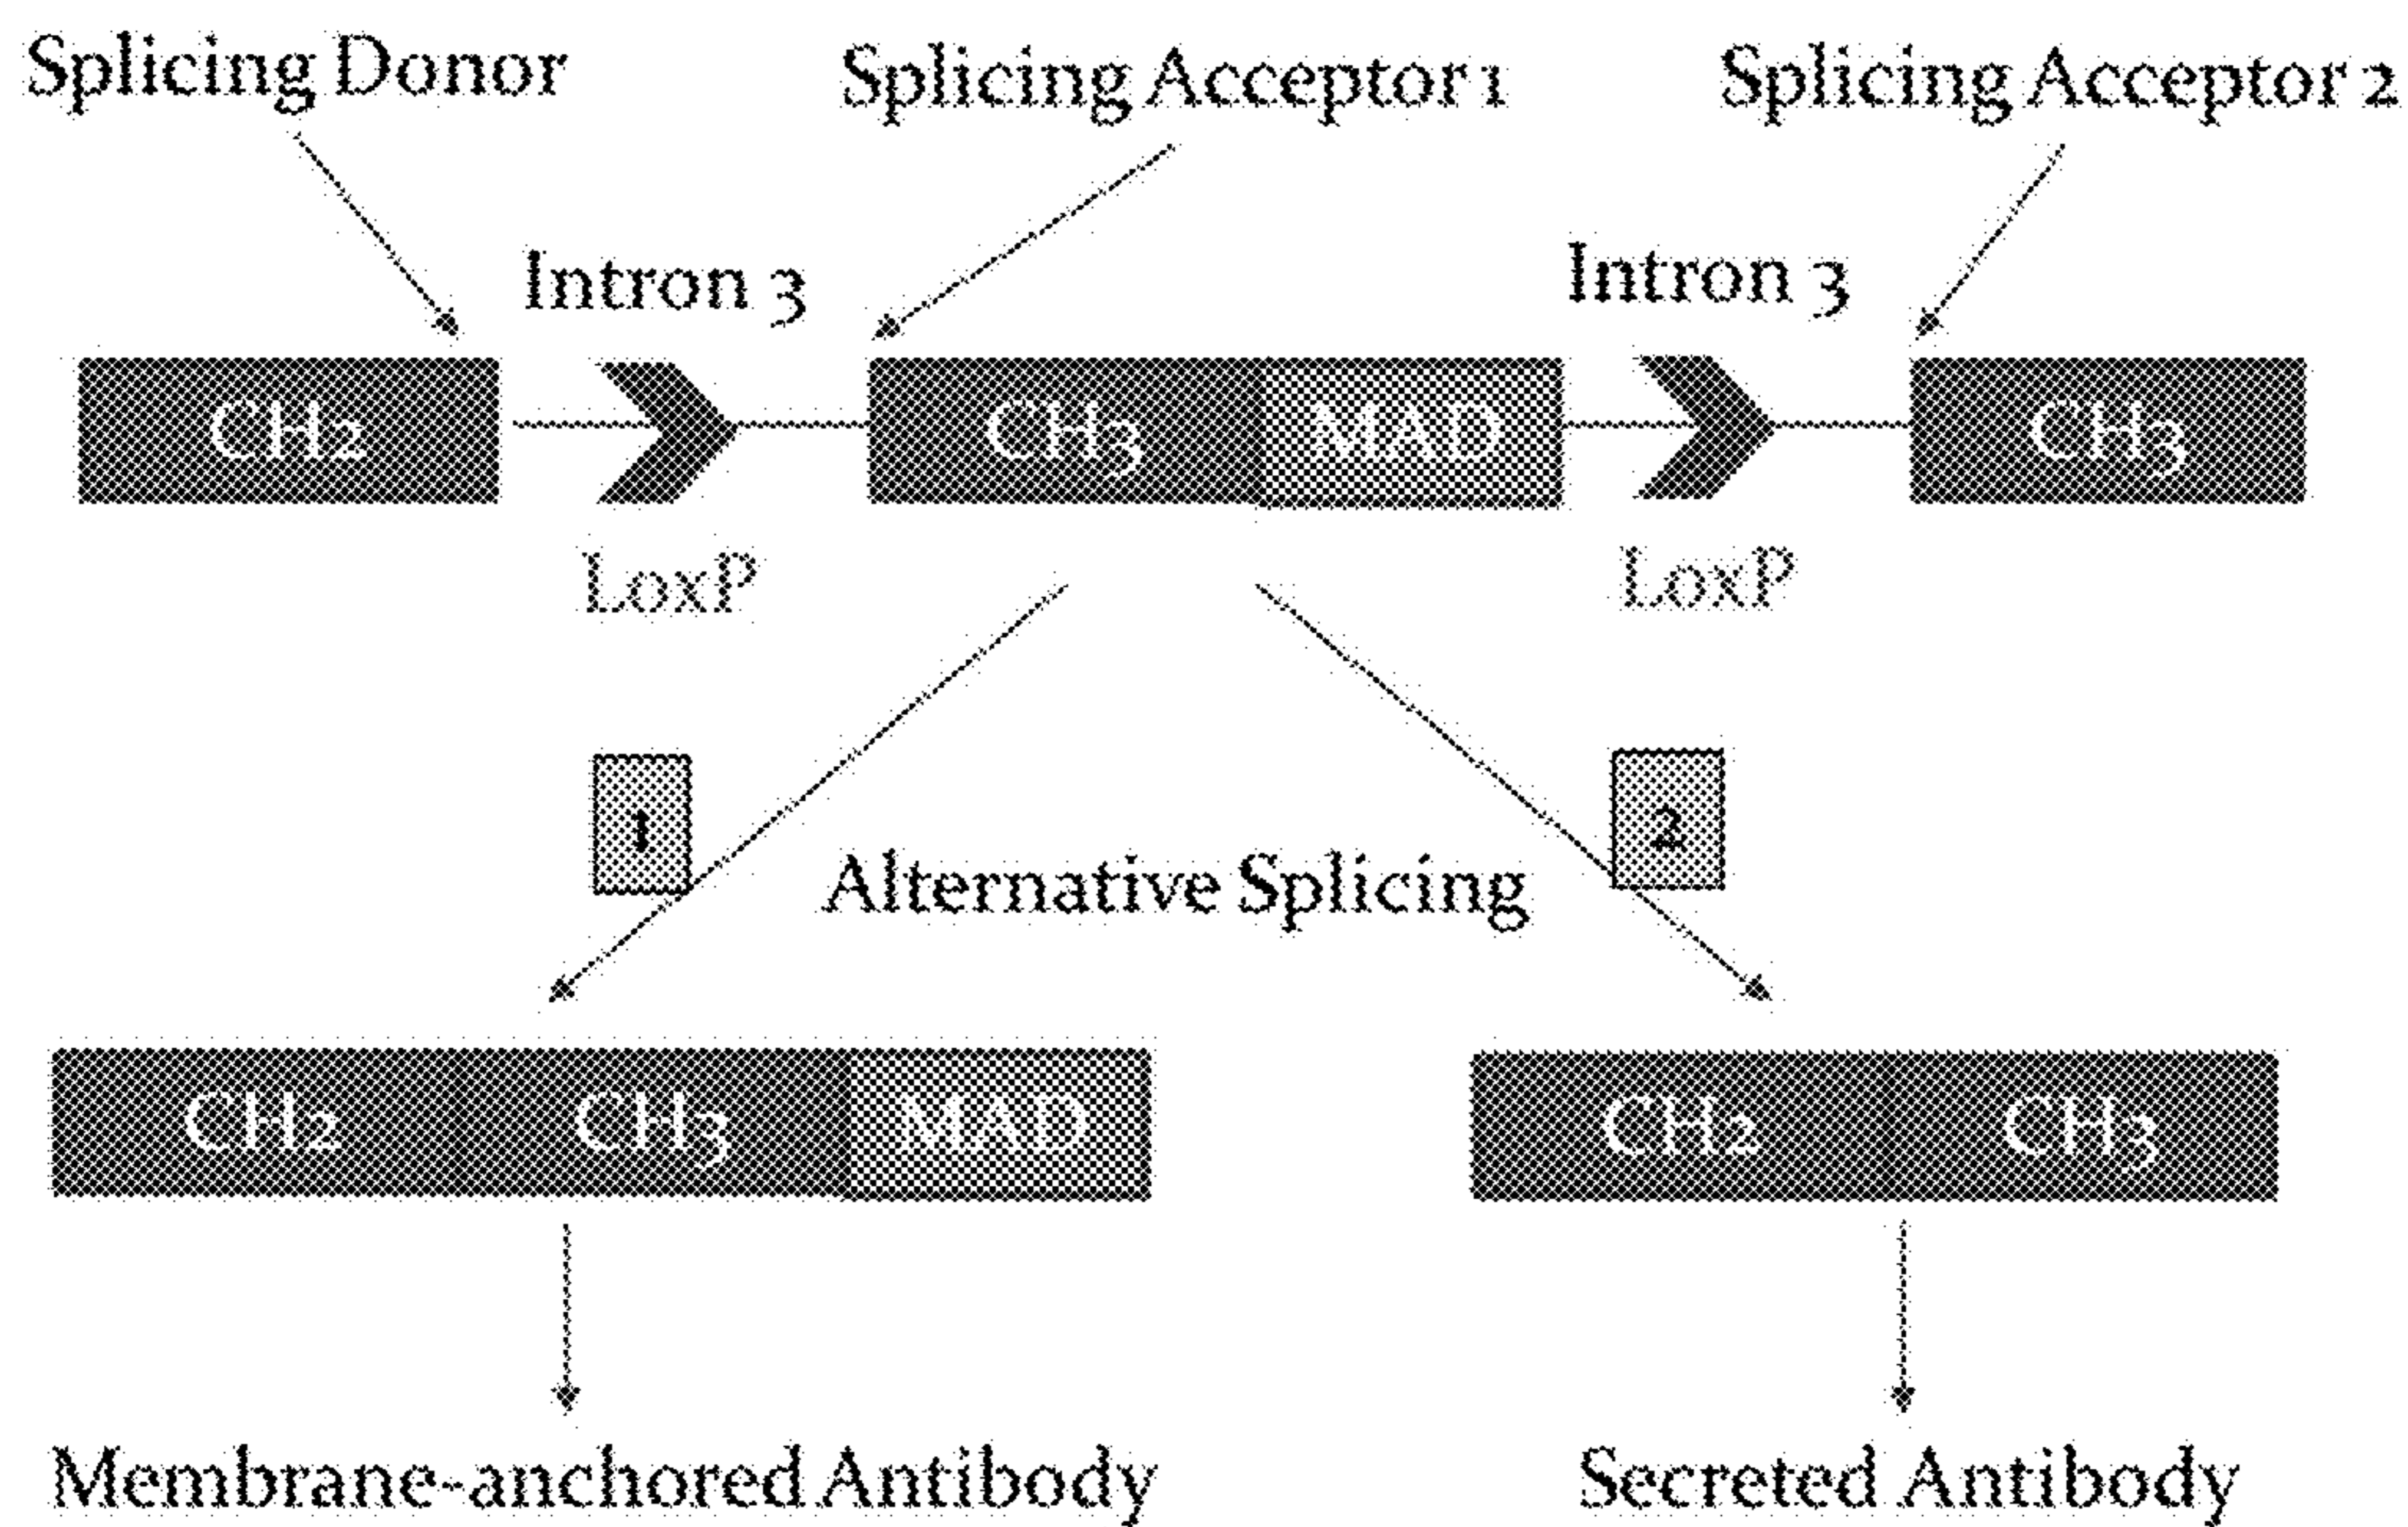 Splicing Donor
Splicing Acceptor 1
Splicing Acceptor 2
Intron 3
Intron 3
CH2
CH3
MAD
CH3
LoxP
LoxP
1
2
Alternative Splicing
CH2
CH3
MAD
CH2
CH3
Membrane-anchored Antibody
Secreted Antibody